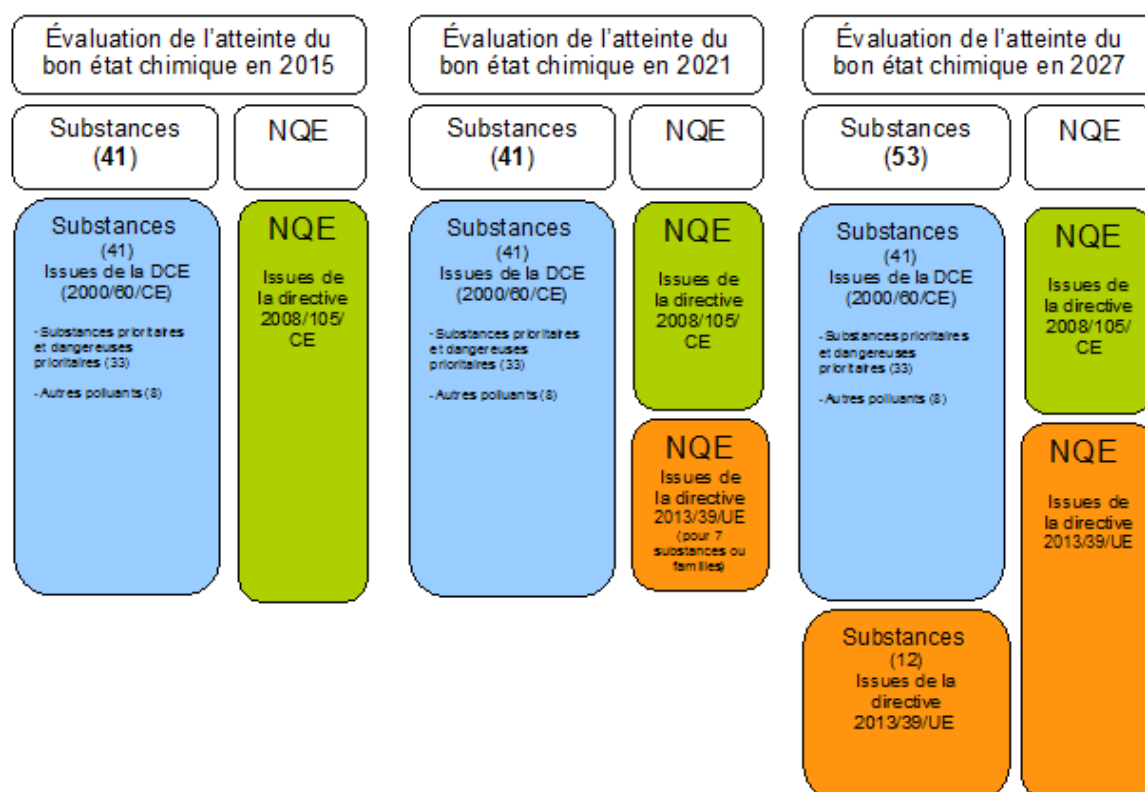 Évaluation de l'atteinte du
bon état chimique en 2015
Substances
(41)
NQE
Substances
(41)
Issues de la DCE
(2000/60/CE)
- Substances prioritaires
et dangereuses
prioritaires (33)
- Autres polluants (8)
NQE
Issues de
la directive
2008/105/
CE
Évaluation de l'atteinte du
bon état chimique en 2021
Substances
(41)
NQE
Substances
(41)
Issues de la DCE
(2000/60/CE)
- Substances prioritaires
et dangereuses
prioritaires (33)
- Autres polluants (8)
NQE
Issues de
la directive
2008/105/
CE
NQE
Issues de
la directive
2013/39/UE
(pour 7
substances ou
familles)
Évaluation de l'atteinte du
bon état chimique en 2027
Substances
(53)
NQE
Substances
(41)
Issues de la DCE
(2000/60/CE)
- Substances prioritaires
et dangereuses
prioritaires (33)
- Autres polluants (8)
Substances
(12)
Issues de la
directive
2013/39/UE
NQE
Issues de
la directive
2008/105/
CE
NQE
Issues de
la directive
2013/39/UE